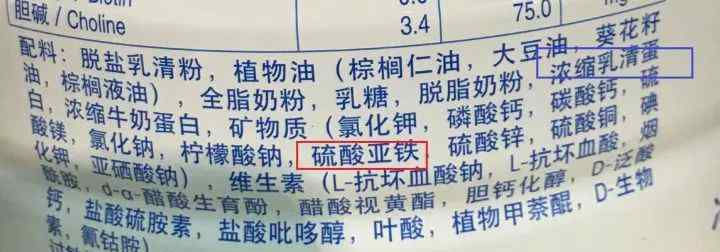 胆碱 / Choline 3.4 75.0
配料：脱盐乳清粉，植物油（棕榈仁油，大豆油，葵花籽
油，棕榈液油），全脂奶粉，乳糖，脱脂奶粉，浓缩乳清蛋
白，浓缩牛奶蛋白，矿物质（氯化钾，磷酸钙，碳酸钙，硫
酸镁，氯化钠，柠檬酸钠，硫酸亚铁，硫酸锌，硫酸铜，碘
化钾，亚硒酸钠），维生素（L-抗坏血酸钠，L-抗坏血酸，烟
酰胺，d-α-醋酸生育酚，醋酸视黄酯，胆钙化醇，D-泛酸
钙，盐酸硫胺素，盐酸吡哆醇，叶酸，植物甲萘醌，D-生物
素，氰钴胺）